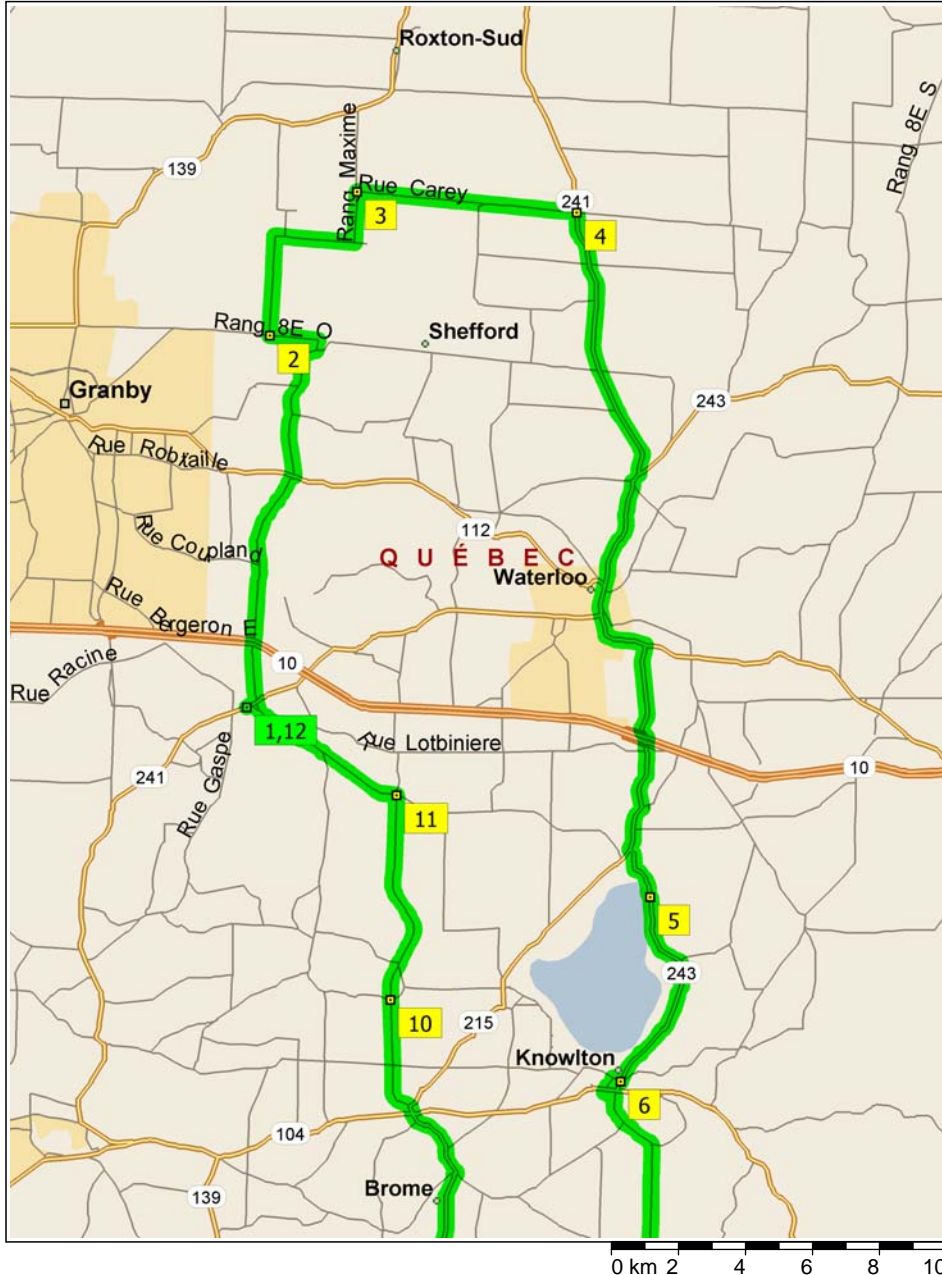 Roxton-Sud
Rang Maxime
Rang 8E S
139
Rue Carey
241
3
4
Rang 8E O
Shefford
2
Granby
243
Rue Robitaille
112
Rue Coupland
QUÉBEC
Waterloo
Rue Bergeron E
10
Rue Racine
1,12
Rue Lotbiniere
Rue Gaspe
241
10
11
5
243
10
215
Knowlton
6
104
139
Brome
0 km 2 4 6 8 10